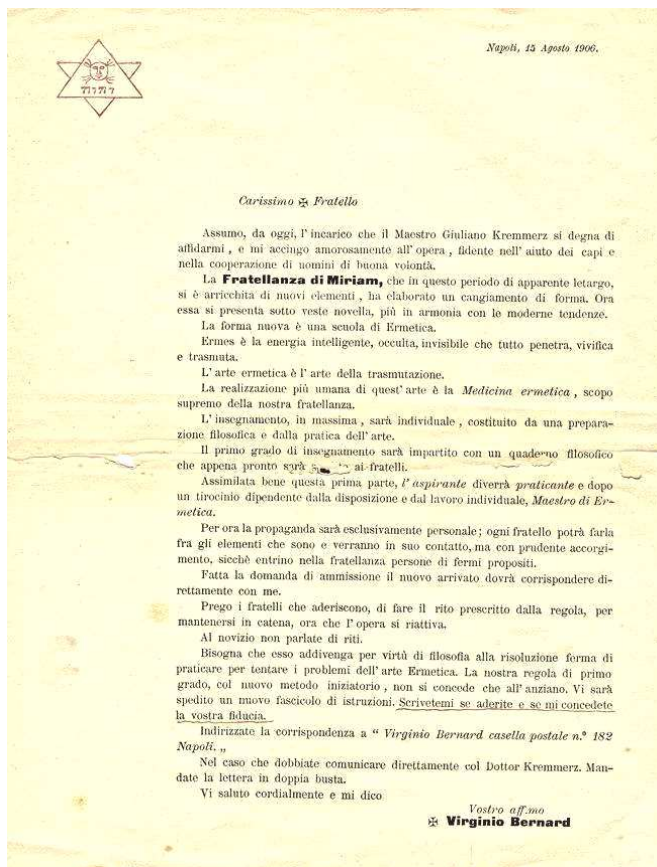 Napoli, 15 Agosto 1906.
Carissimo ✠ Fratello
Assumo, da oggi, l' incarico che il Maestro Giuliano Kremmerz si degna di
affidarmi , e mi accingo amorosamente all' opera , fidente nell' aiuto dei capi e
nella cooperazione di uomini di buona volontà.
La Fratellanza di Miriam, che in questo periodo di apparente letargo,
si è arricchita di nuovi elementi , ha elaborato un cangiamento di forma. Ora
essa si presenta sotto veste novella, più in armonia con le moderne tendenze.
La forma nuova è una scuola di Ermetica.
Ermes è la energia intelligente, occulta, invisibile che tutto penetra, vivifica
e trasmuta.
L' arte ermetica è l' arte della trasmutazione.
La realizzazione più umana di quest' arte è la Medicina ermetica , scopo
supremo della nostra fratellanza.
L' insegnamento, in massima , sarà individuale , costituito da una prepara-
zione filosofica e dalla pratica dell' arte.
Il primo grado di insegnamento sarà impartito con un quaderno filosofico
che appena pronto sarà ai fratelli.
Assimilata bene questa prima parte, l' aspirante diverrà praticante e dopo
un tirocinio dipendente dalla disposizione e dal lavoro individuale, Maestro di Er-
metica.
Per ora la propaganda sarà esclusivamente personale ; ogni fratello potrà farla
fra gli elementi che sono e verranno in suo contatto, ma con prudente accorgi-
mento, sicchè entrino nella fratellanza persone di fermi propositi.
Fatta la domanda di ammissione il nuovo arrivato dovrà corrispondere di-
rettamente con me.
Prego i fratelli che aderiscono, di fare il rito prescritto dalla regola, per
mantenersi in catena, ora che l' opera si riattiva.
Al novizio non parlate di riti.
Bisogna che esso addivenga per virtù di filosofia alla risoluzione ferma di
praticare per tentare i problemi dell' arte Ermetica. La nostra regola di primo
grado, col nuovo metodo iniziatorio , non si concede che all' anziano. Vi sarà
spedito un nuovo fascicolo di istruzioni. Scrivetemi se aderite e se mi concedete
la vostra fiducia.
Indirizzate la corrispondenza a “ Virginio Bernard casella postale n.º 182
Napoli. „
Nel caso che dobbiate comunicare direttamente col Dottor Kremmerz. Man-
date la lettera in doppia busta.
Vi saluto cordialmente e mi dico
Vostro aff.mo
✠ Virginio Bernard